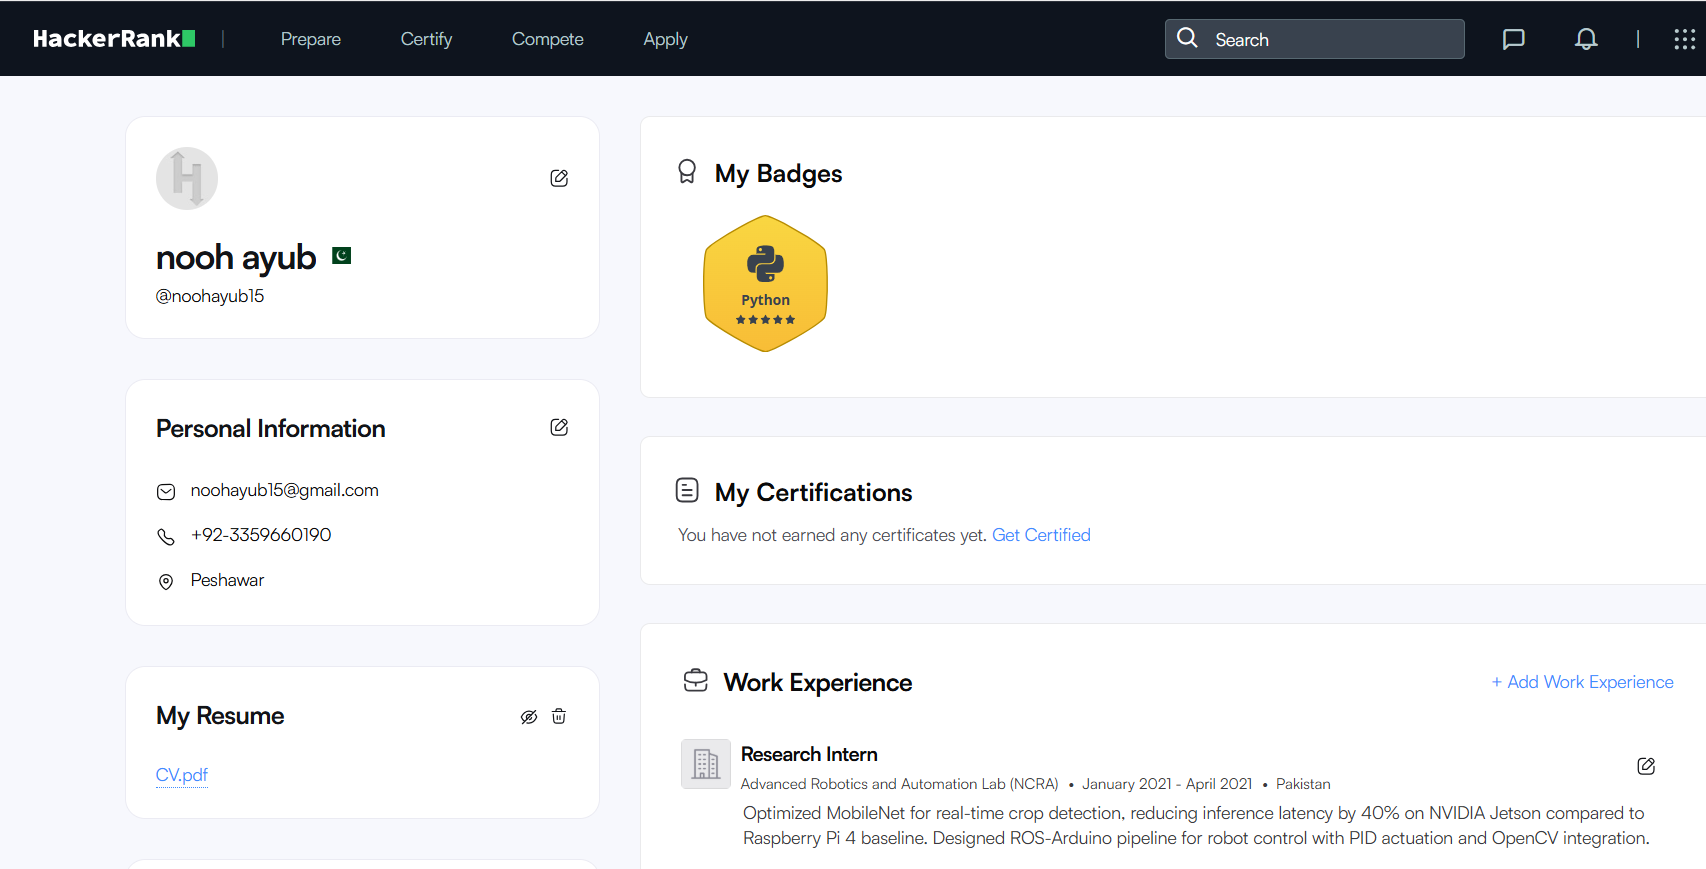 HackerRank
Prepare
Certify
Compete
Apply
Search
nooh ayub
@noohayub15
Personal Information
noohayub15@gmail.com
+92-3359660190
Peshawar
My Resume
CV.pdf
My Badges
Python
My Certifications
You have not earned any certificates yet. Get Certified
Work Experience
+ Add Work Experience
Research Intern
Advanced Robotics and Automation Lab (NCRA) • January 2021 - April 2021 • Pakistan
Optimized MobileNet for real-time crop detection, reducing inference latency by 40% on NVIDIA Jetson compared to
Raspberry Pi 4 baseline. Designed ROS-Arduino pipeline for robot control with PID actuation and OpenCV integration.